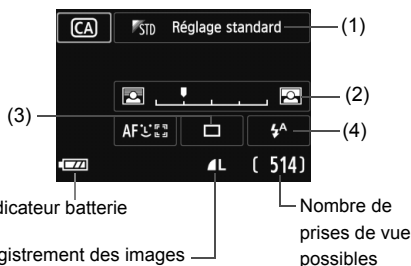 CA STD Réglage standard (1)
(2)
(3)
AF A (4)
L ( 514)
dicateur batterie
Nombre de
prises de vue
possibles
gistrement des images